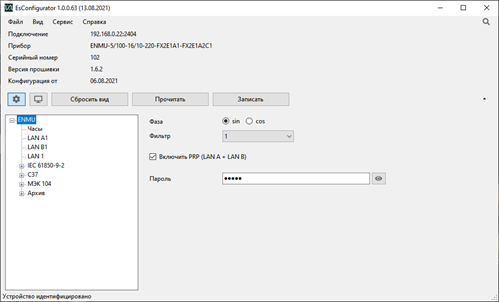 EsConfigurator 1.0.0.63 (13.08.2021)
Файл Вид Сервис Справка
Подключение 192.168.0.22:2404
Прибор ENMU-5/100-16/10-220-FX2E1A1-FX2E1A2C1
Серийный номер 102
Версия прошивки 1.6.2
Конфигурация от 06.08.2021
Сбросить вид Прочитать Записать
ENMU
Часы
LAN A1
LAN B1
LAN 1
IEC 61850-9-2
C37
МЭК 104
Архив
Фаза sin cos
Фильтр 1
Включить PRP (LAN A + LAN B)
Пароль •••••
Устройство идентифицировано